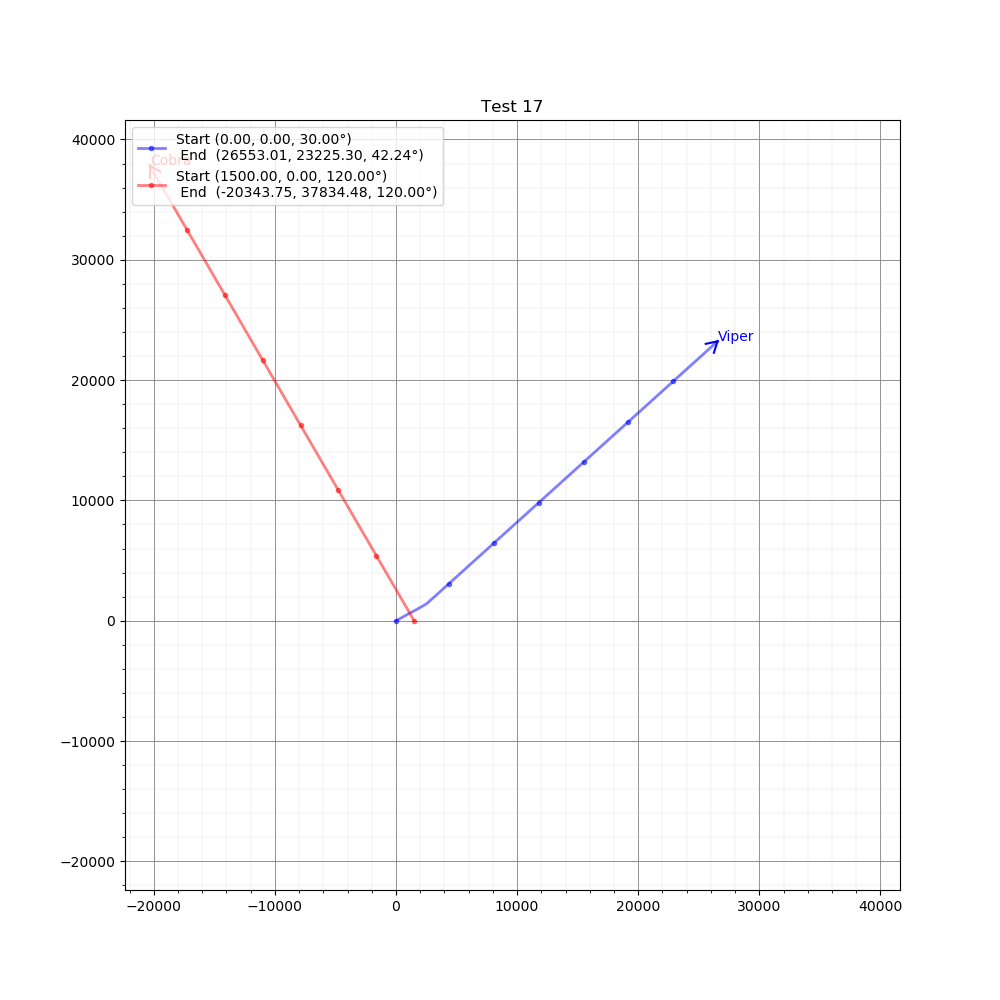 Test 17
Start (0.00, 0.00, 30.00°)
End (26553.01, 23225.30, 42.24°)
Start (1500.00, 0.00, 120.00°)
End (-20343.75, 37834.48, 120.00°)
Cobra
Viper
40000
30000
20000
10000
0
−10000
−20000
−20000 −10000 0 10000 20000 30000 40000